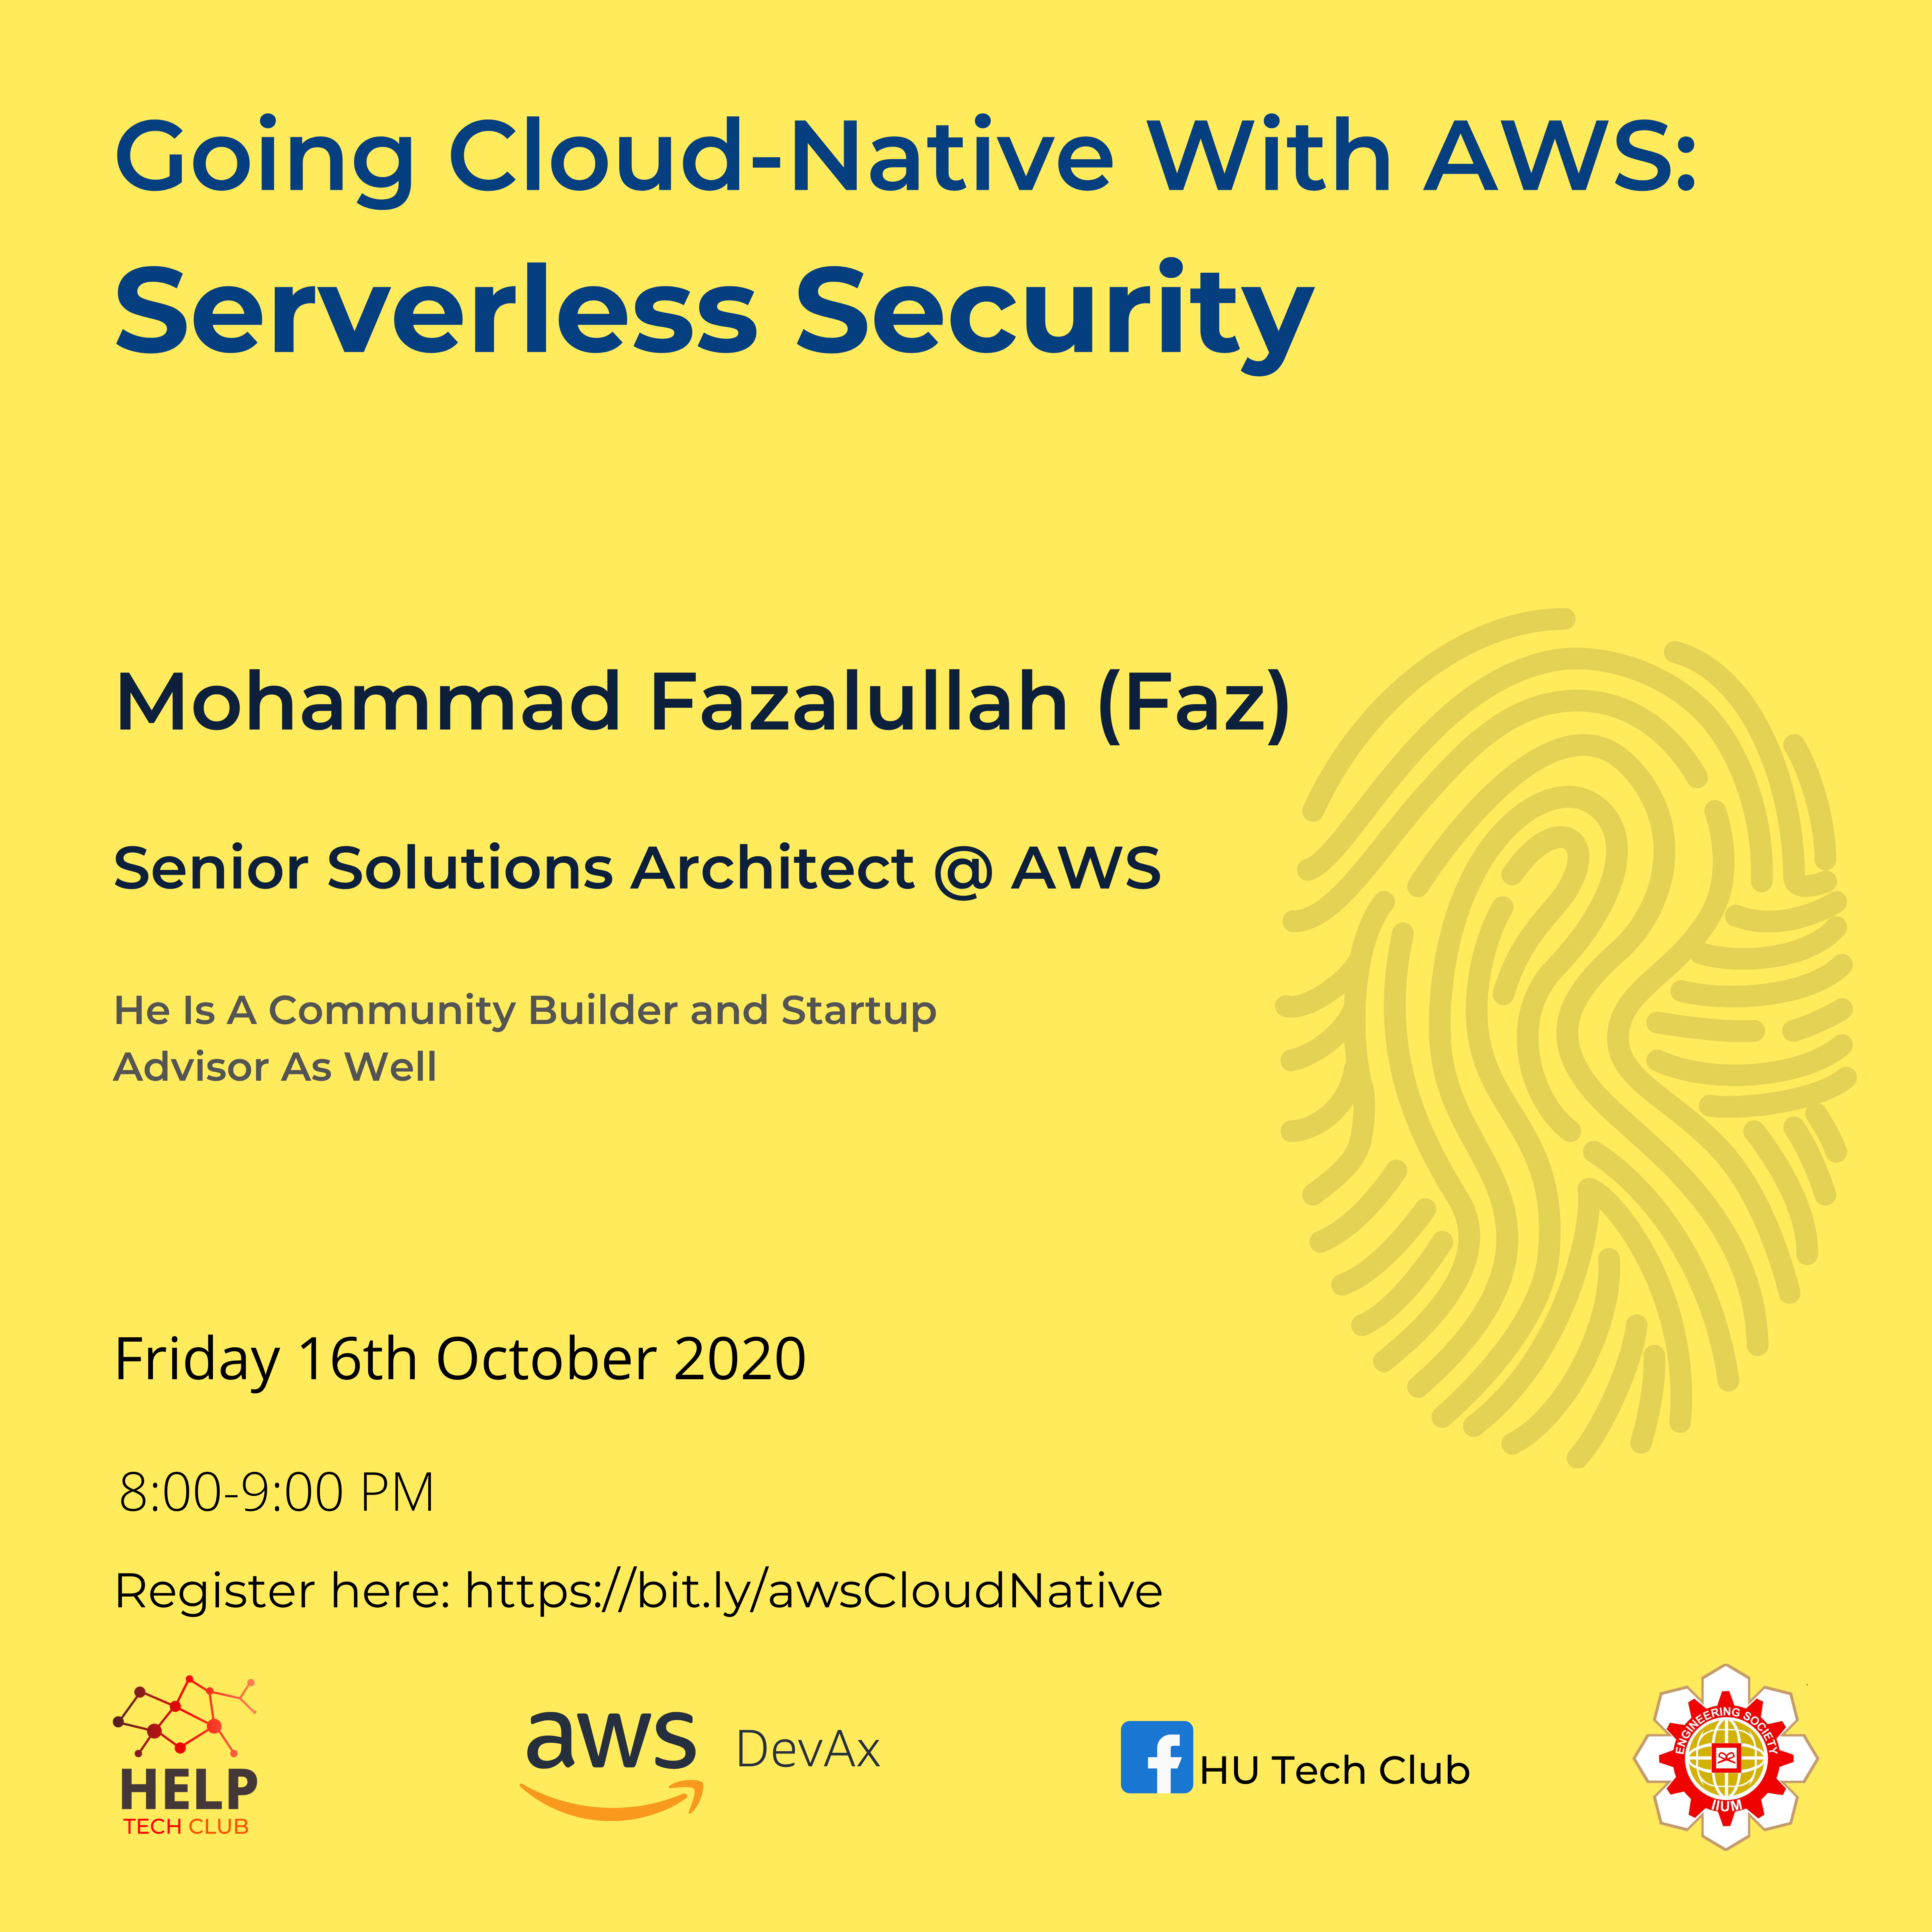 Going Cloud-Native With AWS:
Serverless Security
Mohammad Fazalullah (Faz)
Senior Solutions Architect @ AWS
He Is A Community Builder and Startup
Advisor As Well
Friday 16th October 2020
8:00-9:00 PM
Register here: https://bit.ly/awsCloudNative
HELP
TECH CLUB
aws DevAx
HU Tech Club
ENGINEERING SOCIETY
IIUM